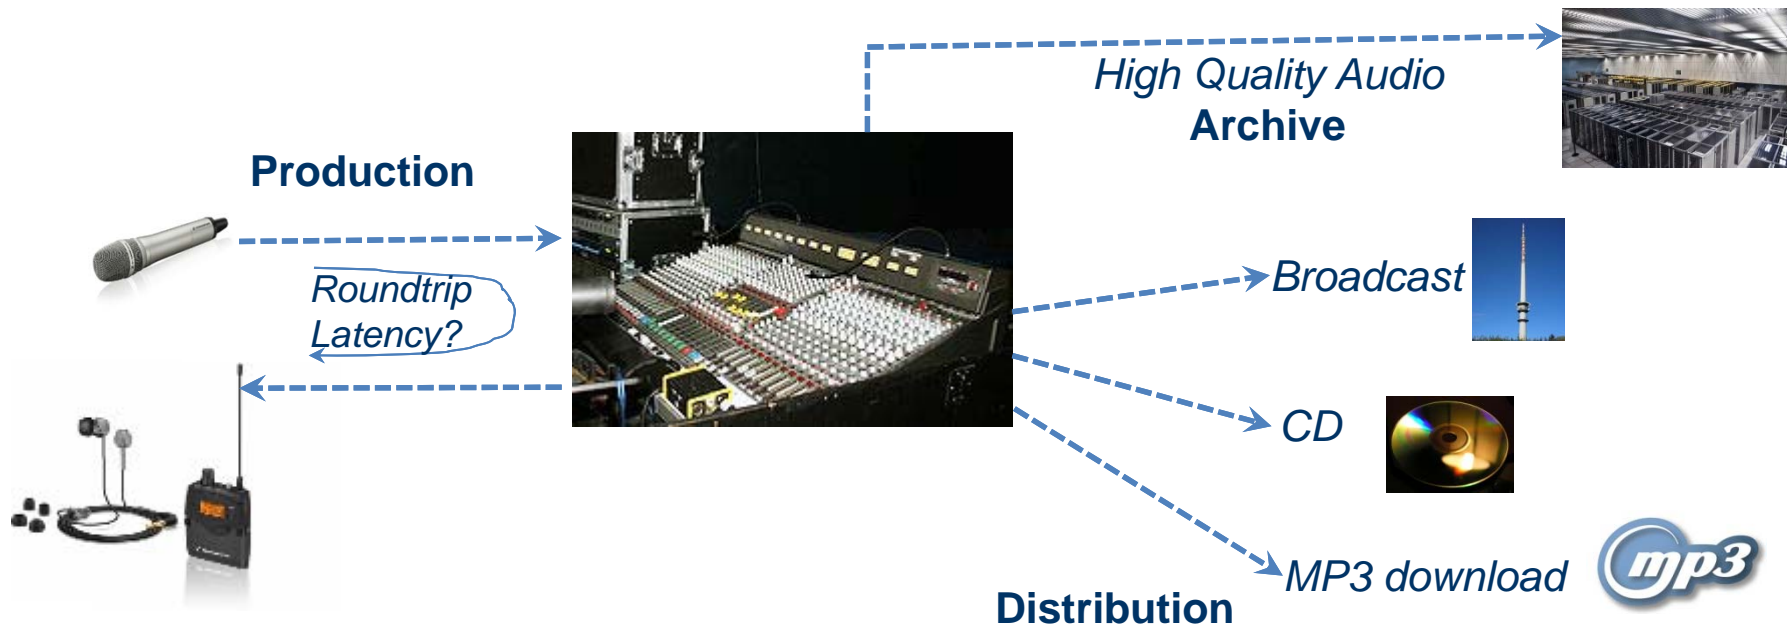 High Quality Audio
Archive
Production
Roundtrip
Latency?
Broadcast
CD
MP3 download
mp3
Distribution